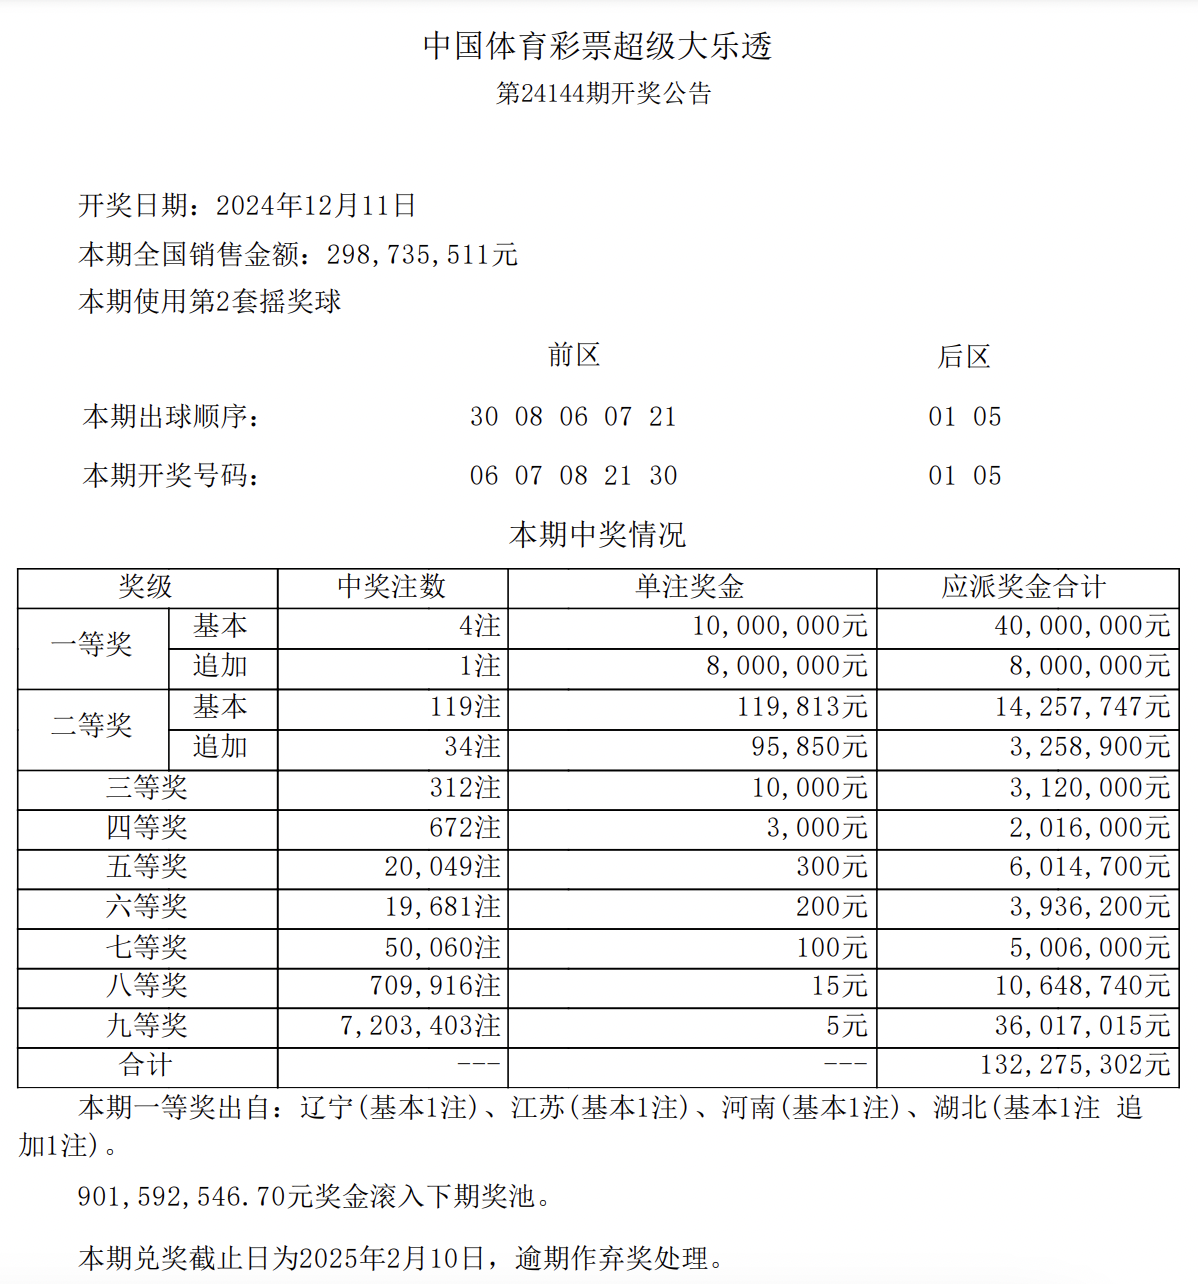 中国体育彩票超级大乐透
第24144期开奖公告
开奖日期：2024年12月11日
本期全国销售金额：298,735,511元
本期使用第2套摇奖球
前区 后区
本期出球顺序： 30 08 06 07 21 01 05
本期开奖号码： 06 07 08 21 30 01 05
本期中奖情况
奖级 中奖注数 单注奖金 应派奖金合计
一等奖 基本 4注 10,000,000元 40,000,000元
追加 1注 8,000,000元 8,000,000元
二等奖 基本 119注 119,813元 14,257,747元
追加 34注 95,850元 3,258,900元
三等奖 312注 10,000元 3,120,000元
四等奖 672注 3,000元 2,016,000元
五等奖 20,049注 300元 6,014,700元
六等奖 19,681注 200元 3,936,200元
七等奖 50,060注 100元 5,006,000元
八等奖 709,916注 15元 10,648,740元
九等奖 7,203,403注 5元 36,017,015元
合计 --- --- 132,275,302元
本期一等奖出自：辽宁(基本1注)、江苏(基本1注)、河南(基本1注)、湖北(基本1注 追
加1注)。
901,592,546.70元奖金滚入下期奖池。
本期兑奖截止日为2025年2月10日，逾期作弃奖处理。